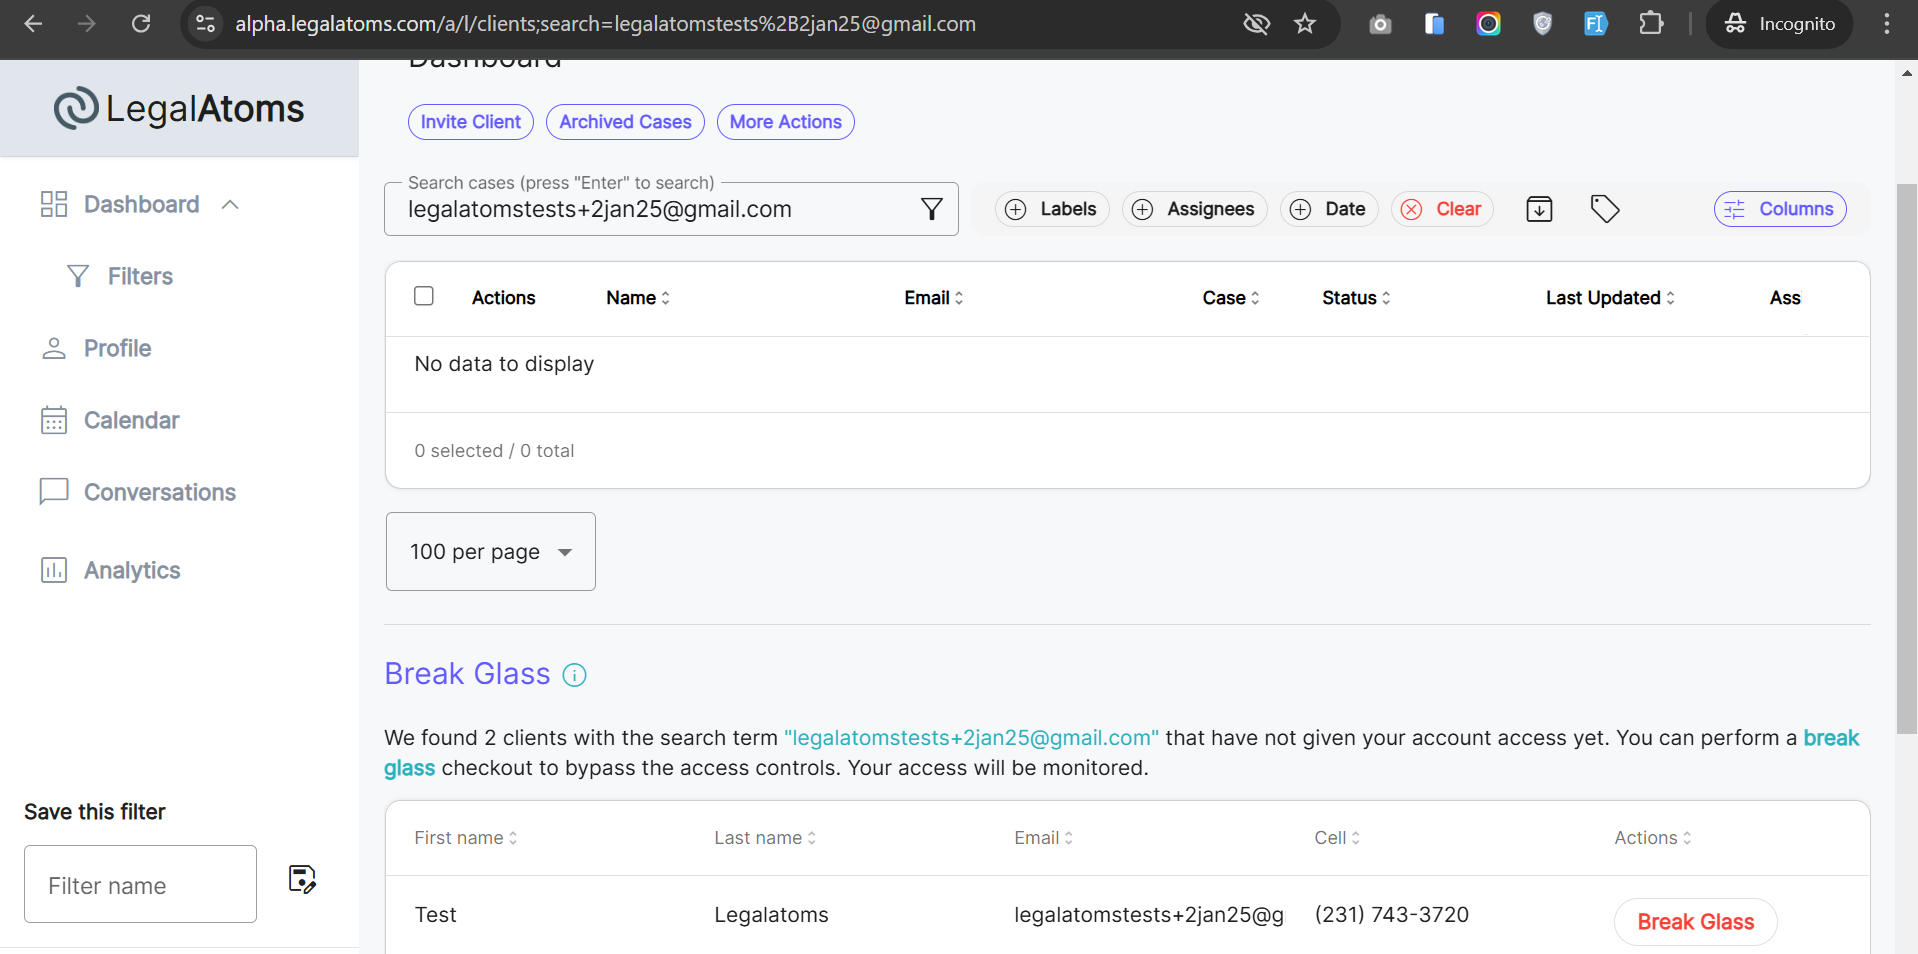 alpha.legalatoms.com/a/l/clients;search=legalatomstests%2B2jan25@gmail.com
Incognito
LegalAtoms
Dashboard
Filters
Profile
Calendar
Conversations
Analytics
Save this filter
Filter name
Dashboard
Invite Client
Archived Cases
More Actions
Search cases (press "Enter" to search)
legalatomstests+2jan25@gmail.com
Labels
Assignees
Date
Clear
Columns
Actions Name Email Case Status Last Updated Ass
No data to display
0 selected / 0 total
100 per page
Break Glass
We found 2 clients with the search term "legalatomstests+2jan25@gmail.com" that have not given your account access yet. You can perform a break
glass checkout to bypass the access controls. Your access will be monitored.
First name Last name Email Cell Actions
Test Legalatoms legalatomstests+2jan25@g (231) 743-3720 Break Glass